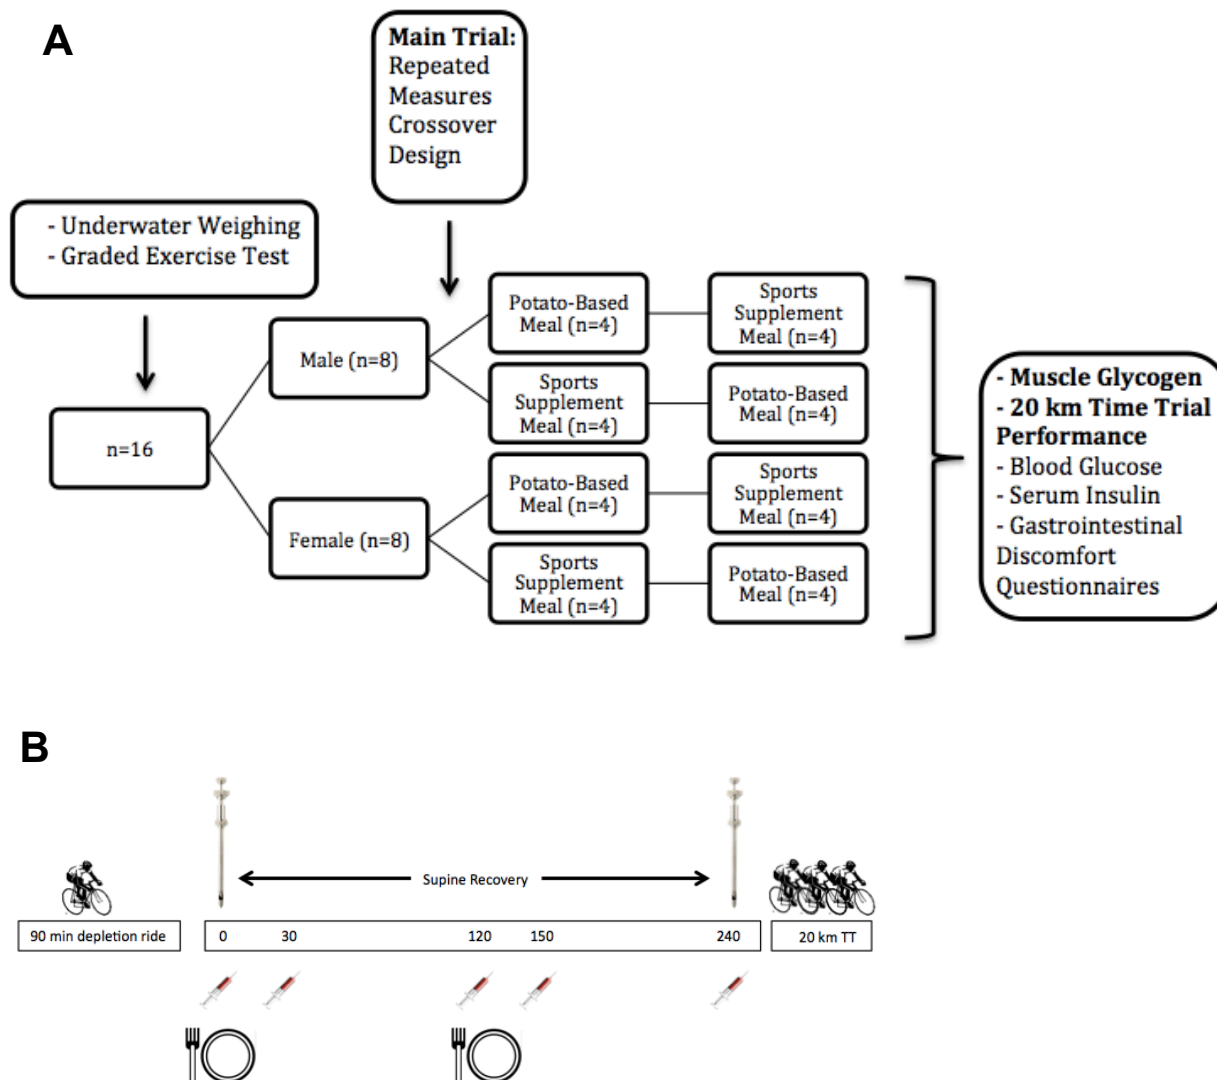 A
Main Trial:
Repeated
Measures
Crossover
Design
- Underwater Weighing
- Graded Exercise Test
n=16
Male (n=8)
Female (n=8)
Potato-Based
Meal (n=4)
Sports
Supplement
Meal (n=4)
Sports
Supplement
Meal (n=4)
Potato-Based
Meal (n=4)
Potato-Based
Meal (n=4)
Sports
Supplement
Meal (n=4)
Sports
Supplement
Meal (n=4)
Potato-Based
Meal (n=4)
- Muscle Glycogen
- 20 km Time Trial
Performance
- Blood Glucose
- Serum Insulin
- Gastrointestinal
Discomfort
Questionnaires
B
Supine Recovery
90 min depletion ride
0 30 120 150 240
20 km TT